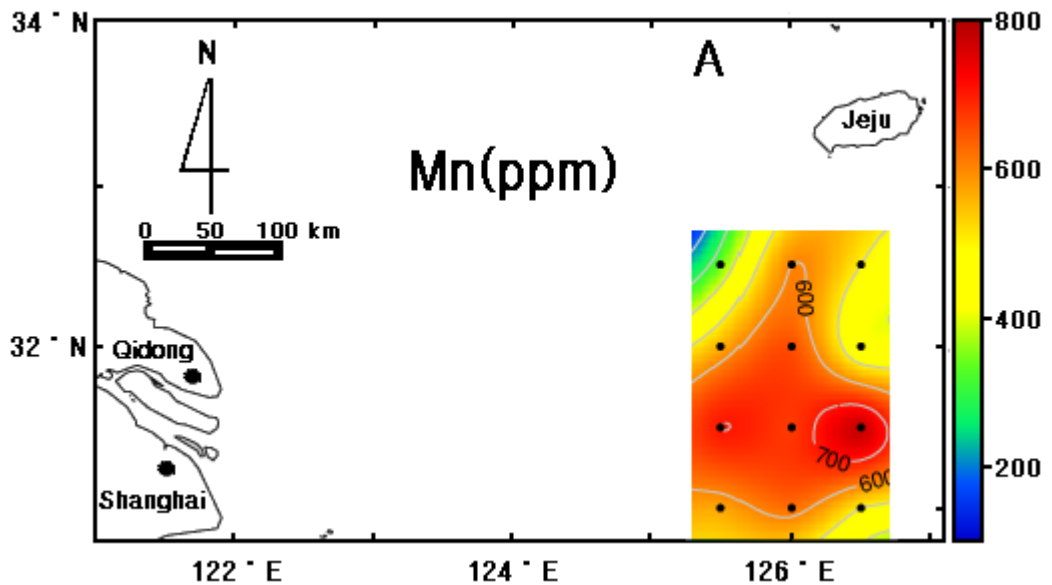 34 ° N
800
A
N
Jeju
Mn(ppm)
600
0 50 100 km
600
32 ° N
400
Qidong
700
600
200
Shanghai
122 ° E
124 ° E
126 ° E